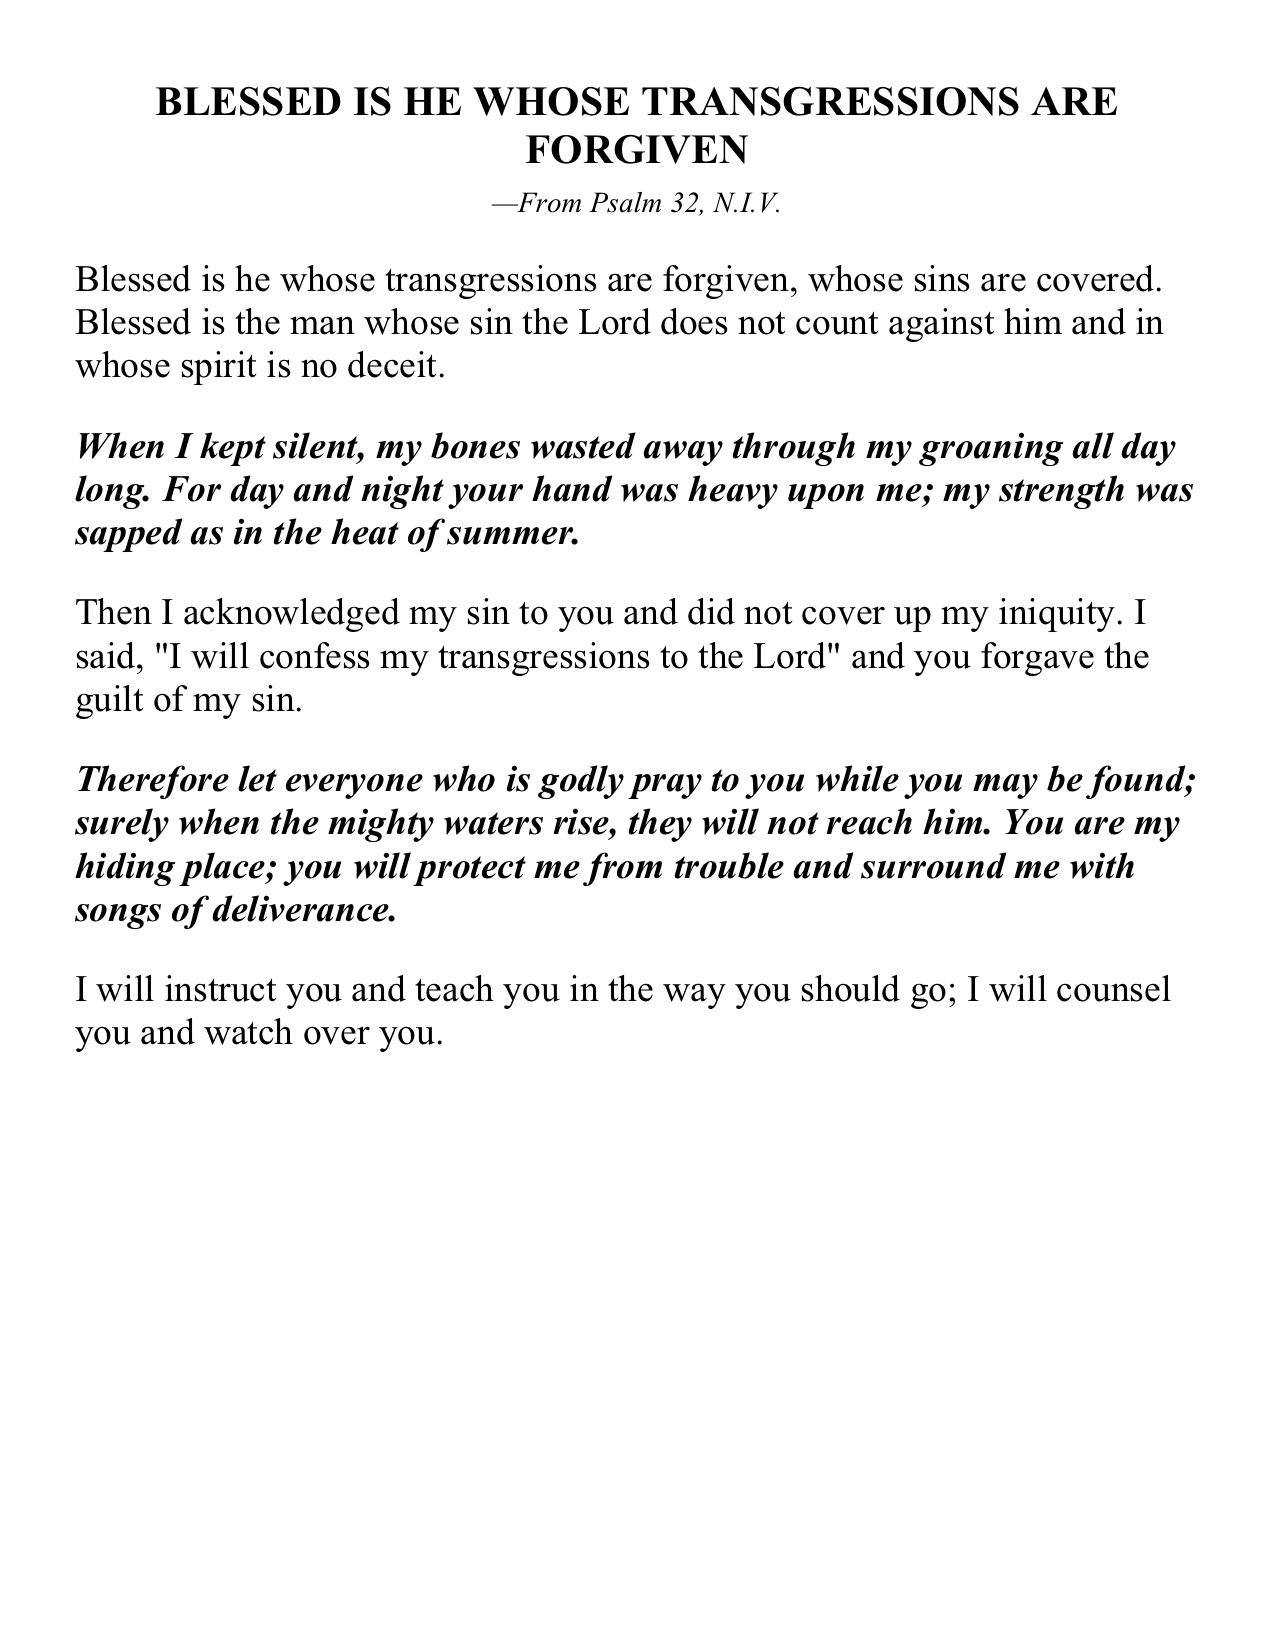 BLESSED IS HE WHOSE TRANSGRESSIONS ARE
FORGIVEN
—From Psalm 32, N.I.V.
Blessed is he whose transgressions are forgiven, whose sins are covered.
Blessed is the man whose sin the Lord does not count against him and in
whose spirit is no deceit.
When I kept silent, my bones wasted away through my groaning all day
long. For day and night your hand was heavy upon me; my strength was
sapped as in the heat of summer.
Then I acknowledged my sin to you and did not cover up my iniquity. I
said, "I will confess my transgressions to the Lord" and you forgave the
guilt of my sin.
Therefore let everyone who is godly pray to you while you may be found;
surely when the mighty waters rise, they will not reach him. You are my
hiding place; you will protect me from trouble and surround me with
songs of deliverance.
I will instruct you and teach you in the way you should go; I will counsel
you and watch over you.